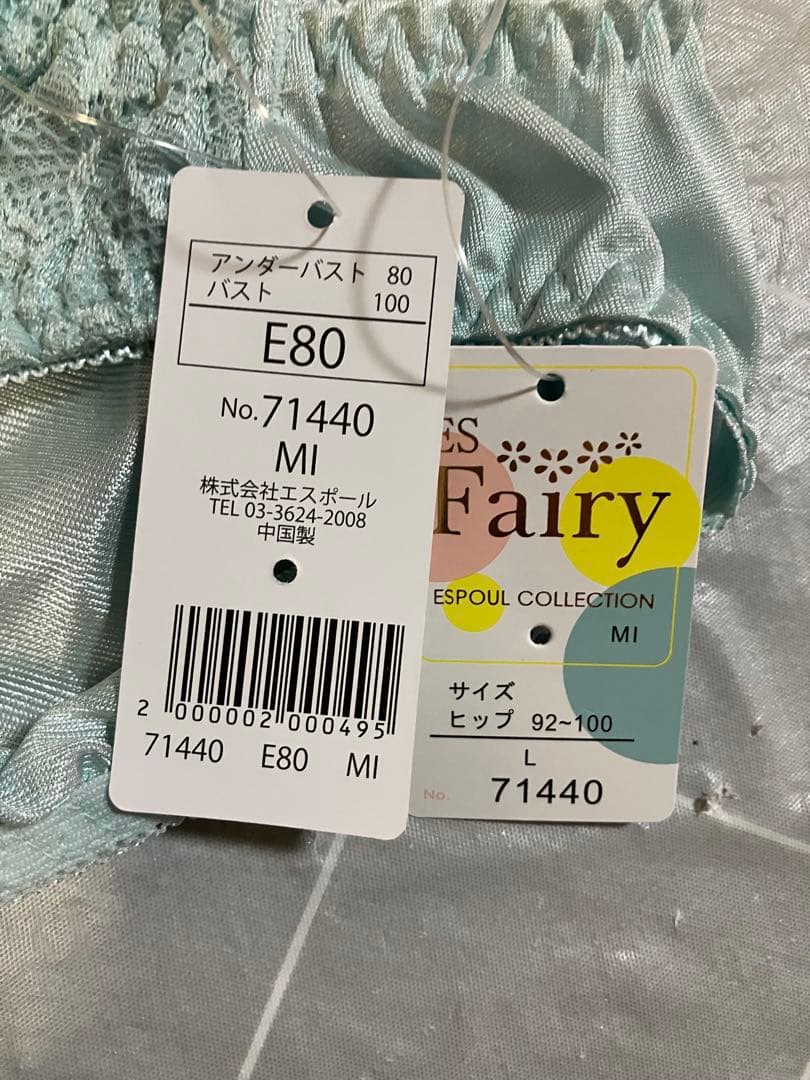 アンダーバスト 80
バスト 100
E80
No.71440
MI
株式会社エスポール
TEL 03-3624-2008
中国製
2 000002 000495
71440 E80 MI
ES
Fairy
ESPOUL COLLECTION
MI
サイズ
ヒップ 92~100
L
No. 71440